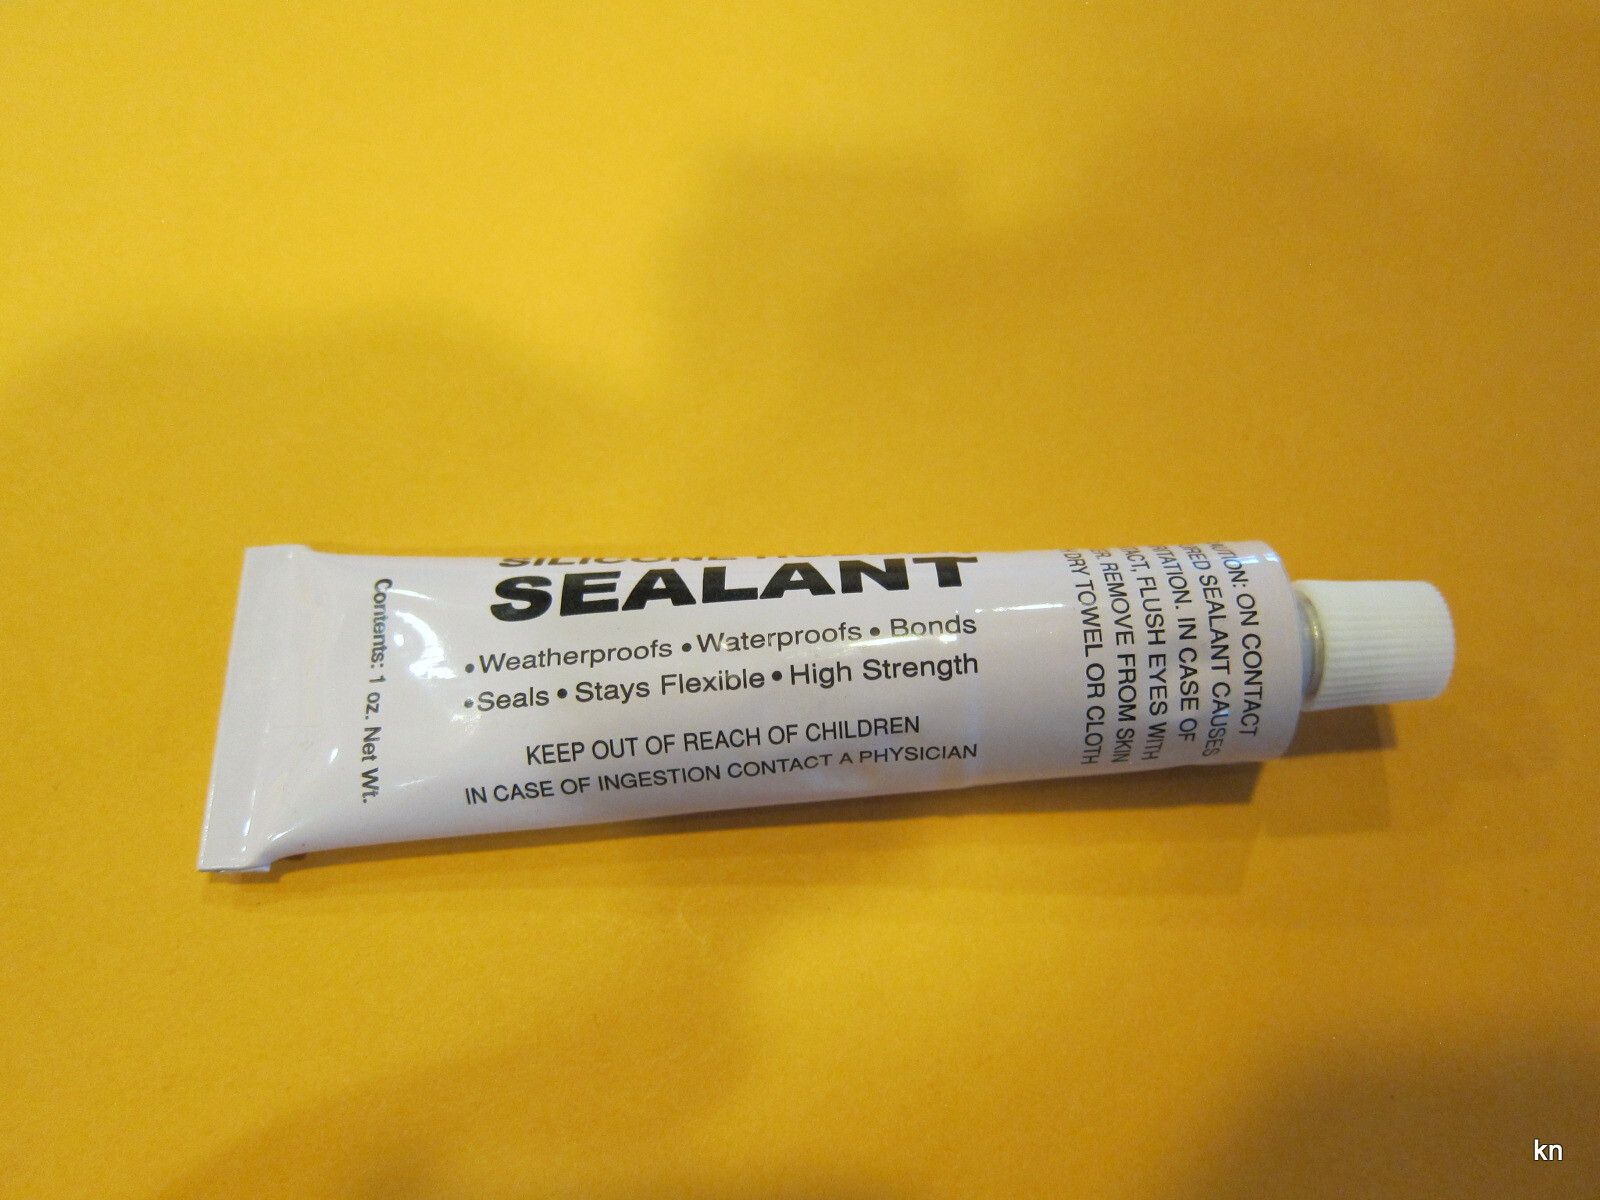 SILICONE
SEALANT
•Weatherproofs •Waterproofs • Bonds
•Seals • Stays Flexible • High Strength
KEEP OUT OF REACH OF CHILDREN
IN CASE OF INGESTION CONTACT A PHYSICIAN
Contents: 1 oz. Net Wt.
ON CONTACT
SEALANT CAUSES
IN CASE OF
FLUSH EYES WITH
REMOVE FROM SKIN
DRY TOWEL OR CLOTH
kn